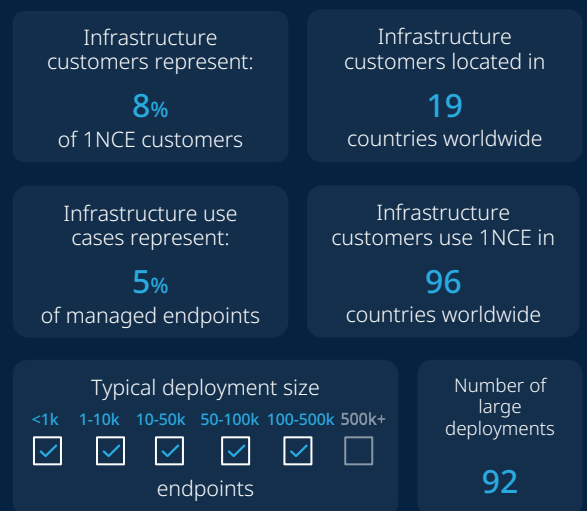 Infrastructure
customers represent:
8%
of 1NCE customers
Infrastructure
customers located in
19
countries worldwide
Infrastructure use
cases represent:
5%
of managed endpoints
Infrastructure
customers use 1NCE in
96
countries worldwide
Typical deployment size
<1k 1-10k 10-50k 50-100k 100-500k 500k+
endpoints
Number of
large
deployments
92